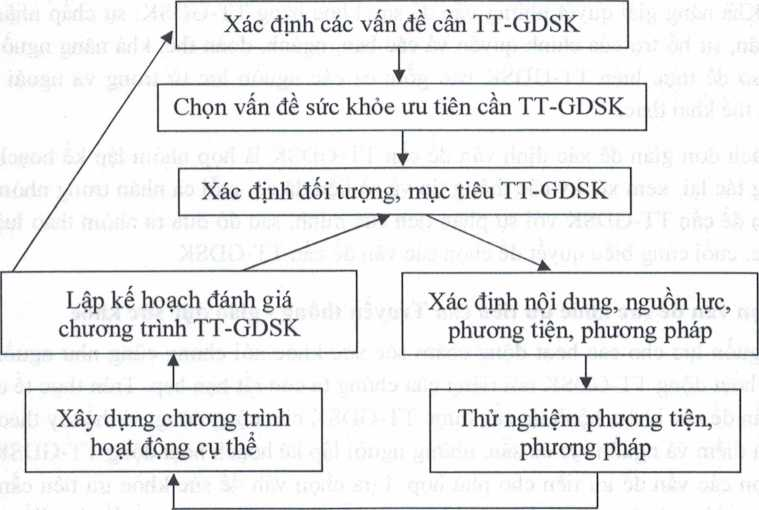 Xác định các vấn đề cần TT-GDSK
Chọn vấn đề sức khỏe ưu tiên cần TT-GDSK
Xác định đối tượng, mục tiêu TT-GDSK
Lập kế hoạch đánh giá
chương trình TT-GDSK
Xác định nội dung, nguồn lực,
phương tiện, phương pháp
Xây dựng chương trình
hoạt động cụ thể
Thử nghiệm phương tiện,
phương pháp